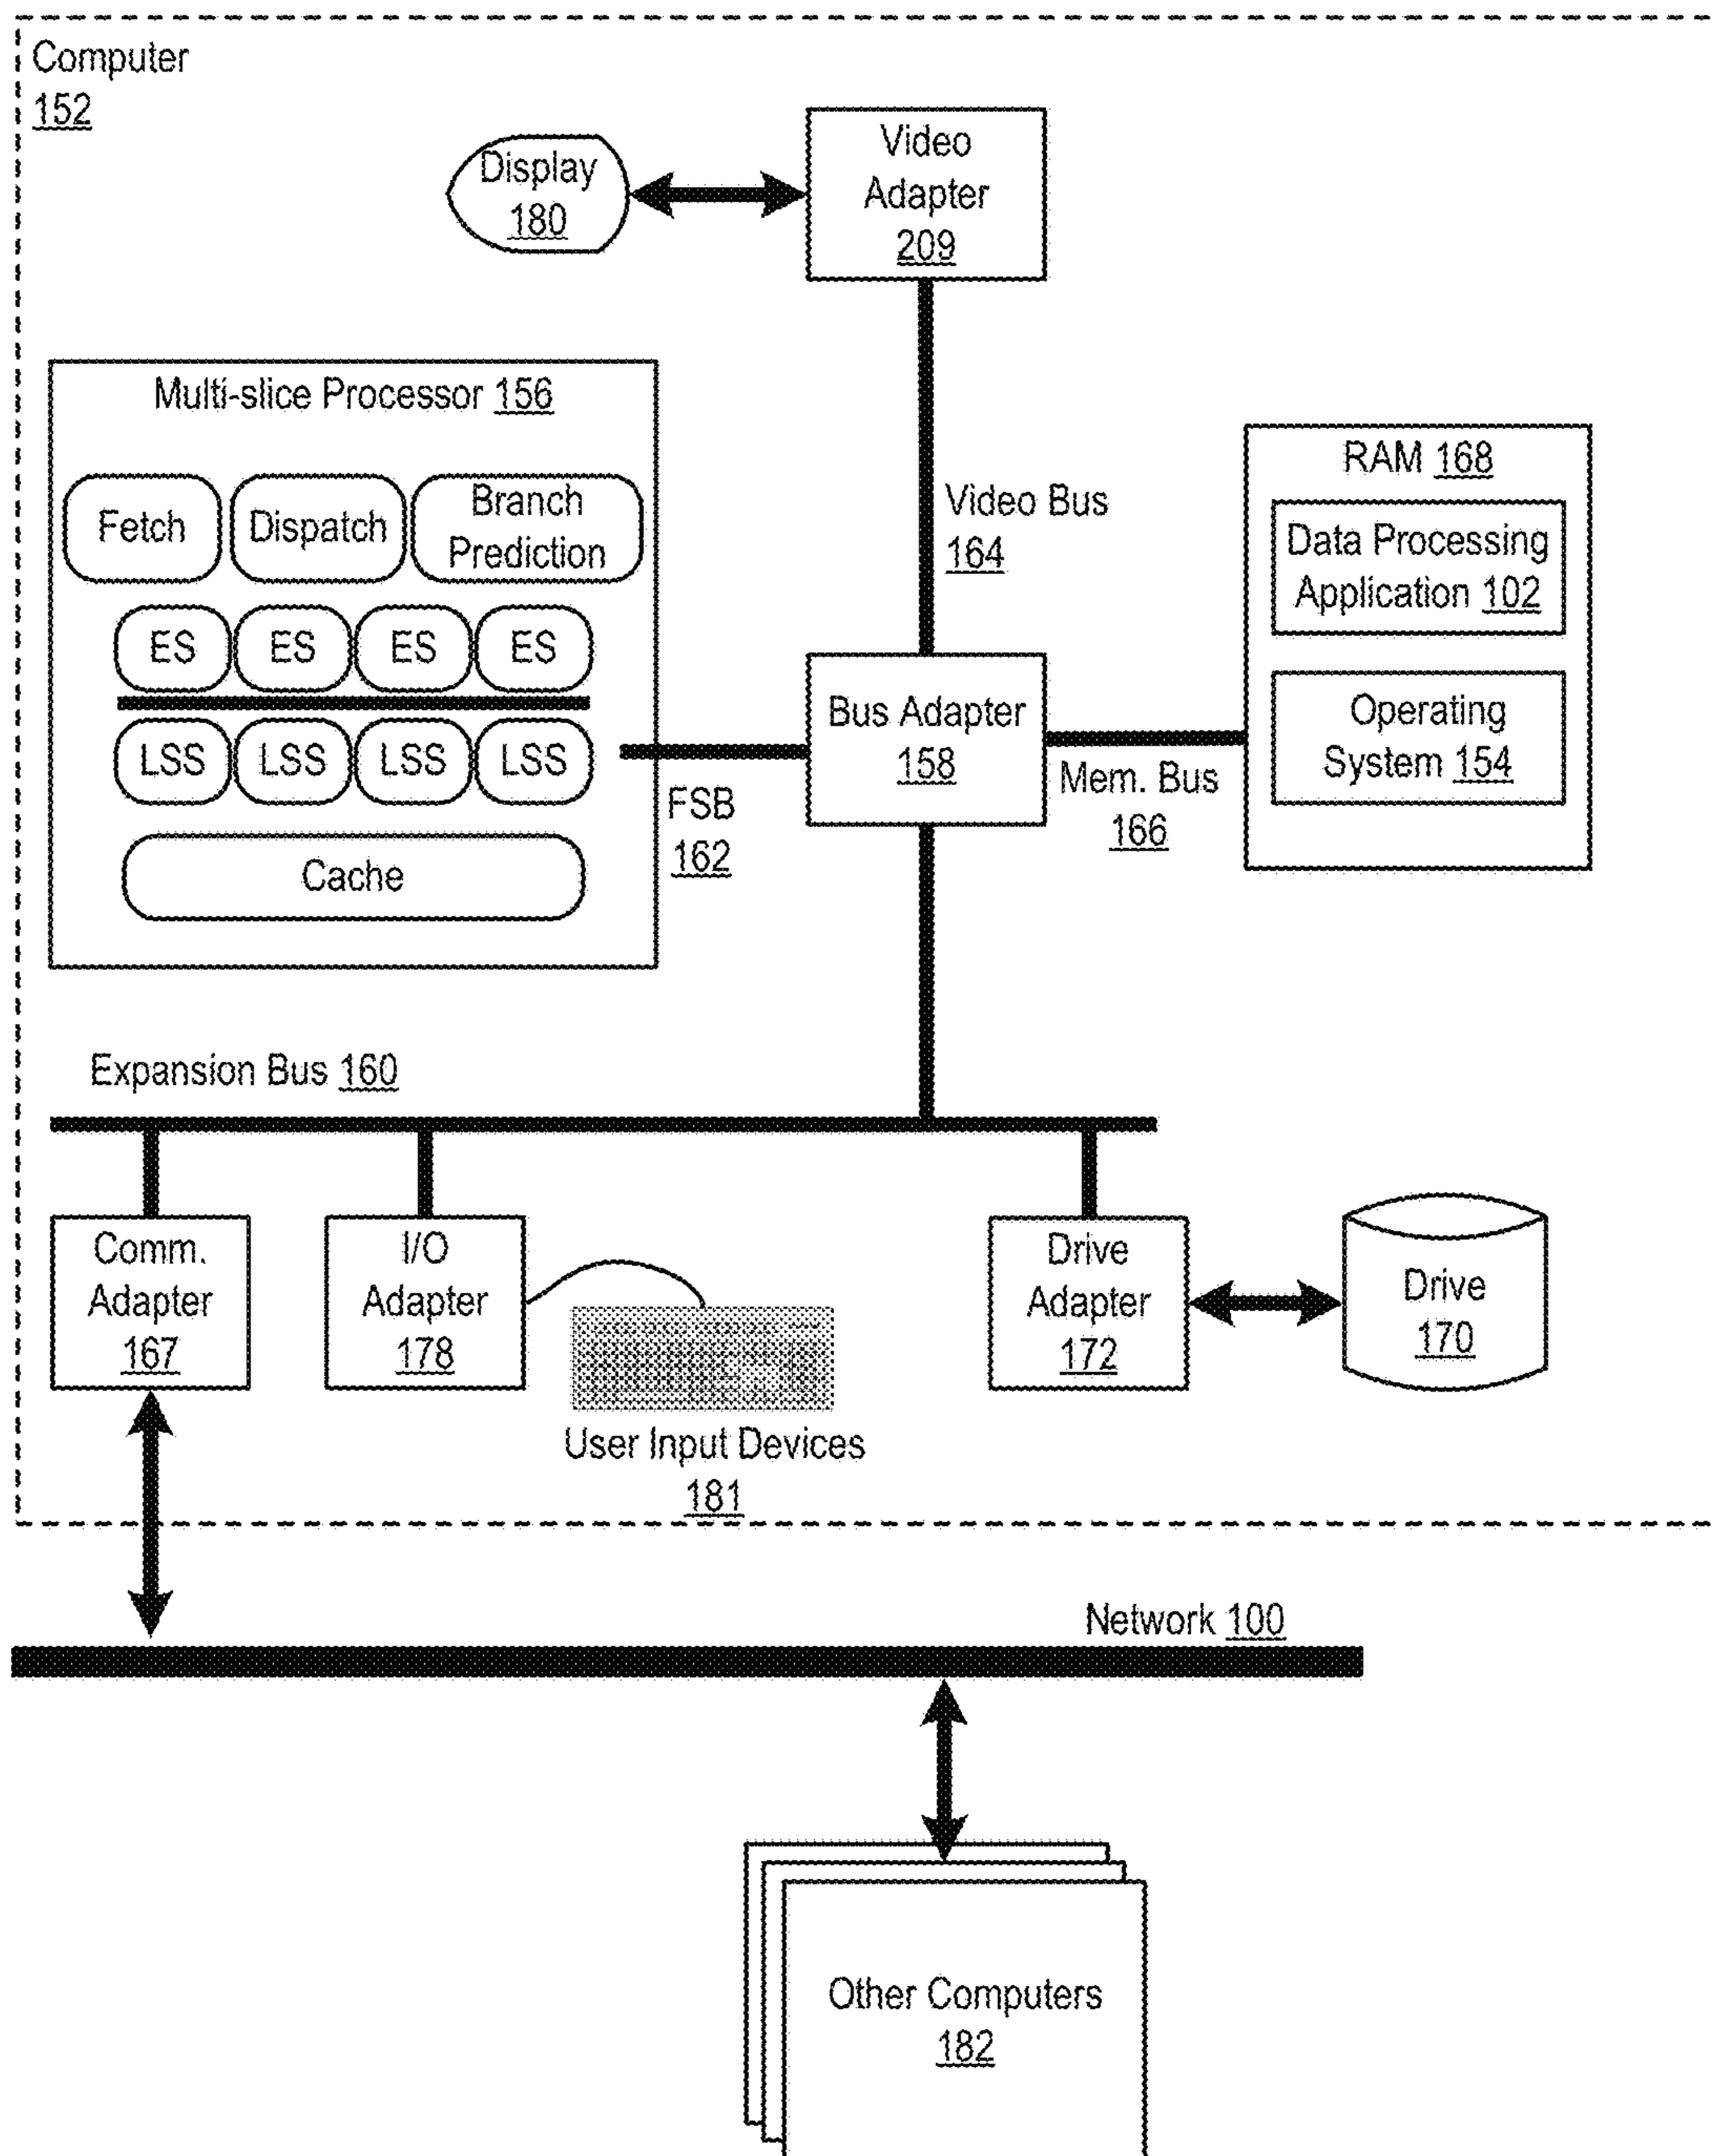 Computer
152
Display
180
Video
Adapter
209
Multi-slice Processor 156
Fetch
Dispatch
Branch
Prediction
ES
ES
ES
ES
LSS
LSS
LSS
LSS
Cache
Video Bus
164
RAM 168
Data Processing
Application 102
Operating
System 154
Bus Adapter
158
FSB
162
Mem. Bus
166
Expansion Bus 160
Comm.
Adapter
167
I/O
Adapter
178
User Input Devices
181
Drive
Adapter
172
Drive
170
Network 100
Other Computers
182